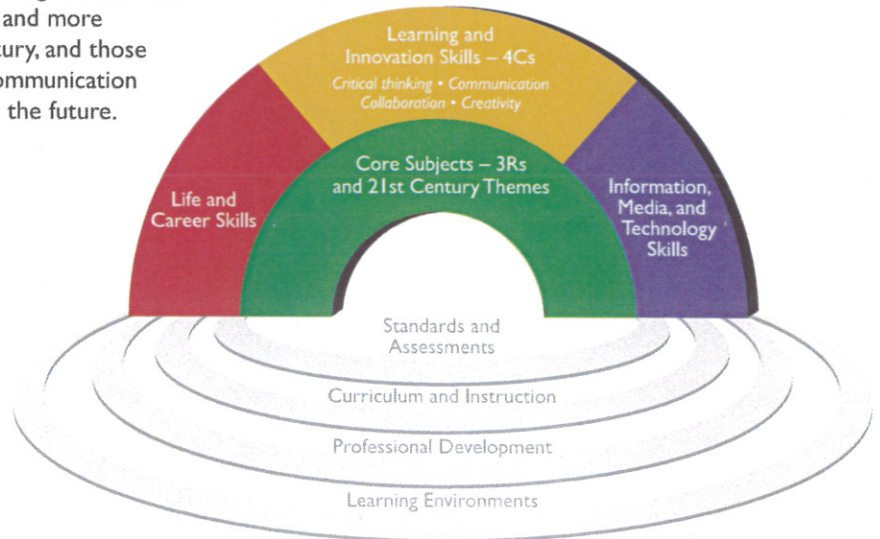 and more
tury, and those
ommunication
the future.
Learning and
Innovation Skills – 4Cs
Critical thinking • Communication
Collaboration • Creativity
Core Subjects – 3Rs
and 21st Century Themes
Life and
Career Skills
Information,
Media, and
Technology
Skills
Standards and
Assessments
Curriculum and Instruction
Professional Development
Learning Environments